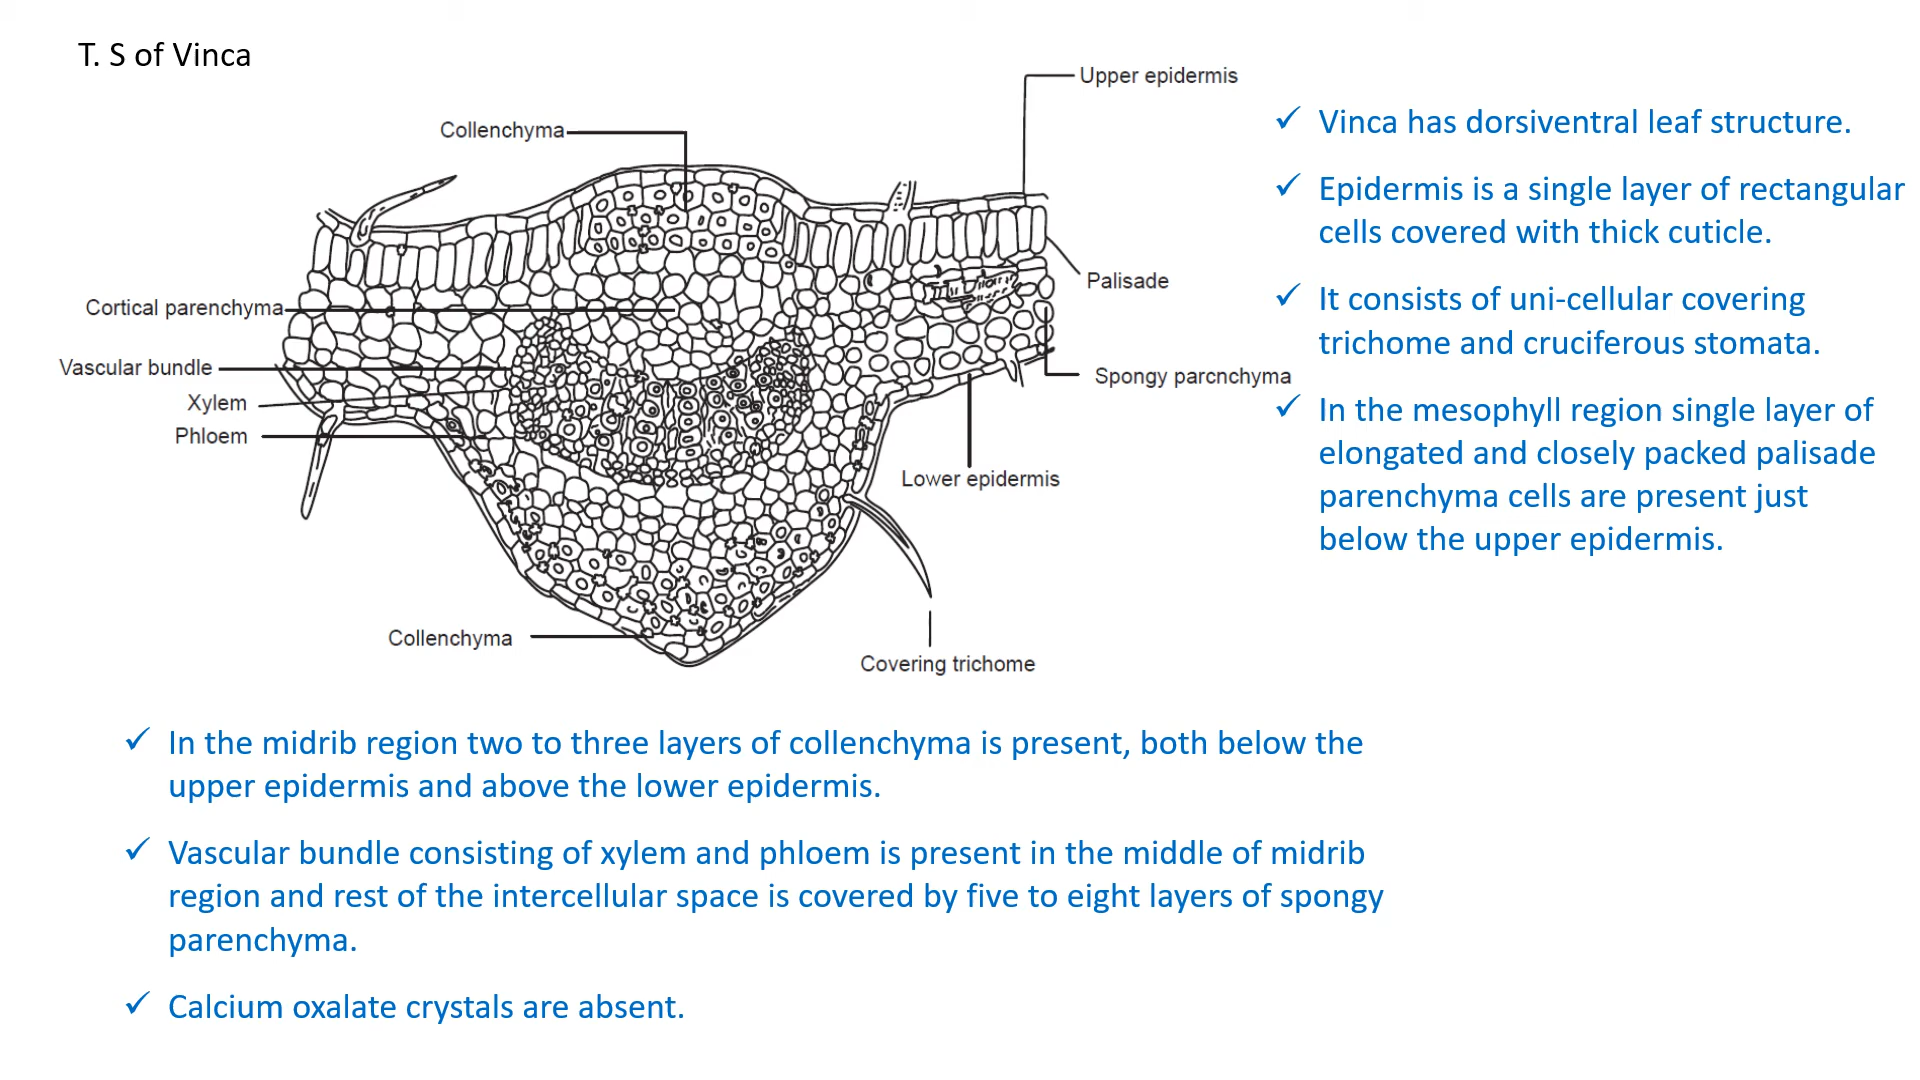 T. S of Vinca
Upper epidermis
Collenchyma
Cortical parenchyma
Vascular bundle
Xylem
Phloem
Palisade
Spongy parcnchyma
Lower epidermis
Collenchyma
Covering trichome
✓ Vinca has dorsiventral leaf structure.
✓ Epidermis is a single layer of rectangular
cells covered with thick cuticle.
✓ It consists of uni-cellular covering
trichome and cruciferous stomata.
✓ In the mesophyll region single layer of
elongated and closely packed palisade
parenchyma cells are present just
below the upper epidermis.
✓ In the midrib region two to three layers of collenchyma is present, both below the
upper epidermis and above the lower epidermis.
✓ Vascular bundle consisting of xylem and phloem is present in the middle of midrib
region and rest of the intercellular space is covered by five to eight layers of spongy
parenchyma.
✓ Calcium oxalate crystals are absent.